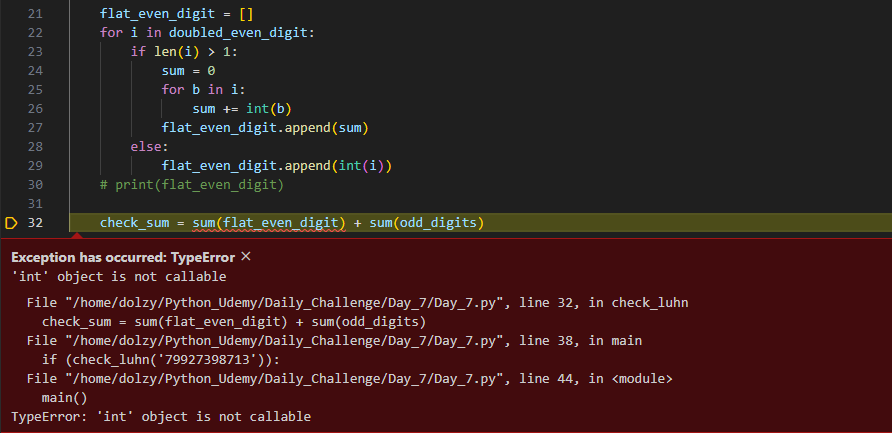 21 flat_even_digit = []
22 for i in doubled_even_digit:
23 if len(i) > 1:
24 sum = 0
25 for b in i:
26 sum += int(b)
27 flat_even_digit.append(sum)
28 else:
29 flat_even_digit.append(int(i))
30 # print(flat_even_digit)
31
32 check_sum = sum(flat_even_digit) + sum(odd_digits)
Exception has occurred: TypeError ×
'int' object is not callable
File "/home/dolzy/Python_Udemy/Daily_Challenge/Day_7/Day_7.py", line 32, in check_luhn
check_sum = sum(flat_even_digit) + sum(odd_digits)
File "/home/dolzy/Python_Udemy/Daily_Challenge/Day_7/Day_7.py", line 38, in main
if (check_luhn('79927398713')):
File "/home/dolzy/Python_Udemy/Daily_Challenge/Day_7/Day_7.py", line 44, in <module>
main()
TypeError: 'int' object is not callable